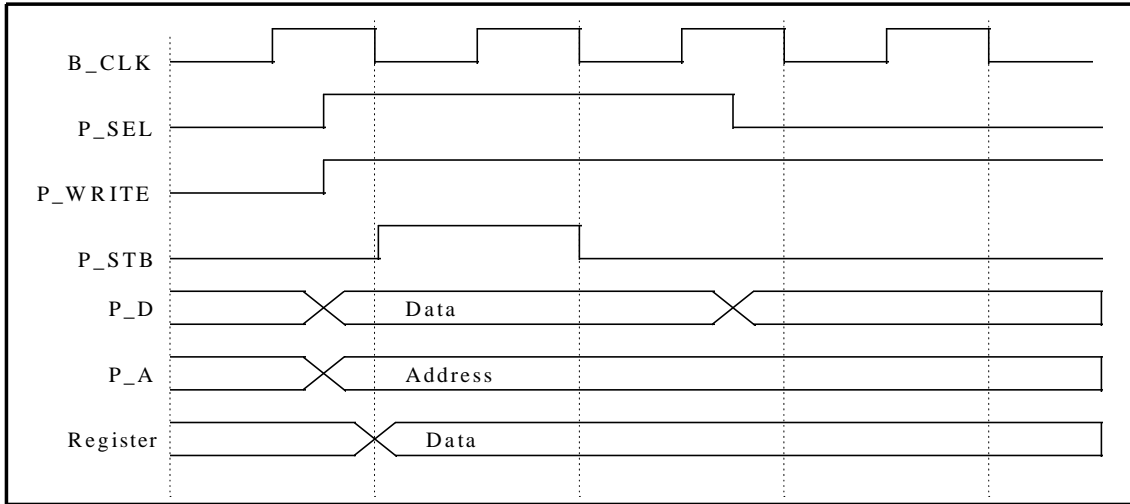 B_CLK
P_SEL
P_WRITE
P_STB
P_D Data
P_A Address
Register Data